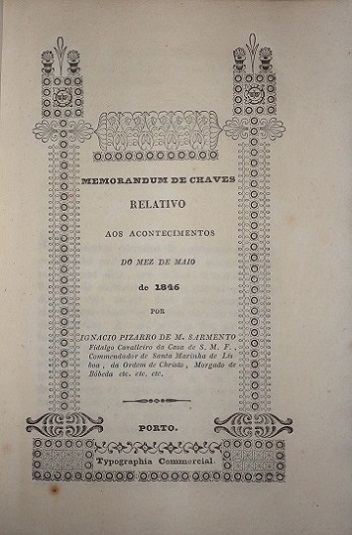 MEMORANDUM DE CHAVES
RELATIVO
AOS ACONTECIMENTOS
DO MEZ DE MAIO
de 1846
POR
IGNACIO PIZARRO DE M. SARMENTO
Fidalgo Cavalleiro da Casa de S. M. F.,
Commendador de Santa Marinha de Lis
boa, da Ordem de Christo, Morgado de
Bóbeda etc. etc. etc.
PORTO.
Typographia Commercial.